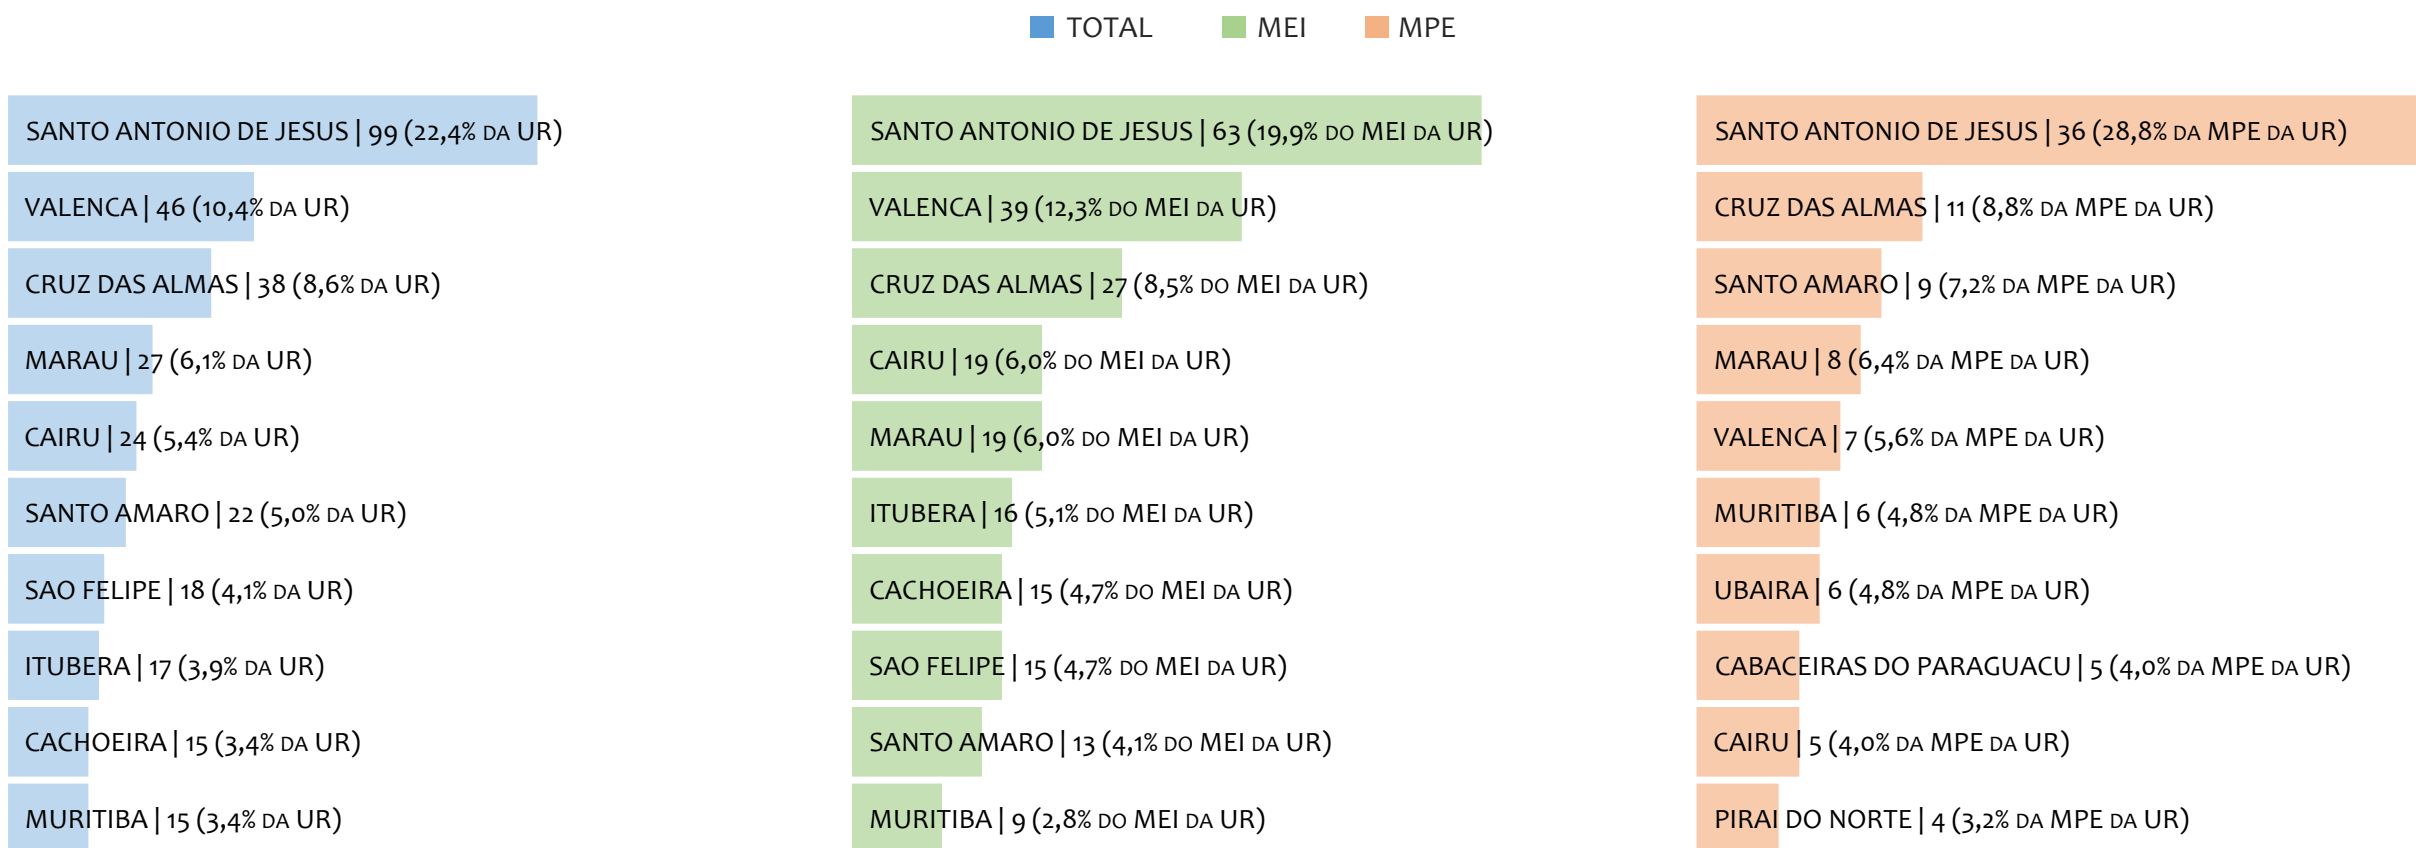 TOTAL MEI MPE
SANTO ANTONIO DE JESUS | 99 (22,4% DA UR)
VALENCA | 46 (10,4% DA UR)
CRUZ DAS ALMAS | 38 (8,6% DA UR)
MARAU | 27 (6,1% DA UR)
CAIRU | 24 (5,4% DA UR)
SANTO AMARO | 22 (5,0% DA UR)
SAO FELIPE | 18 (4,1% DA UR)
ITUBERA | 17 (3,9% DA UR)
CACHOEIRA | 15 (3,4% DA UR)
MURITIBA | 15 (3,4% DA UR)
SANTO ANTONIO DE JESUS | 63 (19,9% DO MEI DA UR)
VALENCA | 39 (12,3% DO MEI DA UR)
CRUZ DAS ALMAS | 27 (8,5% DO MEI DA UR)
CAIRU | 19 (6,0% DO MEI DA UR)
MARAU | 19 (6,0% DO MEI DA UR)
ITUBERA | 16 (5,1% DO MEI DA UR)
CACHOEIRA | 15 (4,7% DO MEI DA UR)
SAO FELIPE | 15 (4,7% DO MEI DA UR)
SANTO AMARO | 13 (4,1% DO MEI DA UR)
MURITIBA | 9 (2,8% DO MEI DA UR)
SANTO ANTONIO DE JESUS | 36 (28,8% DA MPE DA UR)
CRUZ DAS ALMAS | 11 (8,8% DA MPE DA UR)
SANTO AMARO | 9 (7,2% DA MPE DA UR)
MARAU | 8 (6,4% DA MPE DA UR)
VALENCA | 7 (5,6% DA MPE DA UR)
MURITIBA | 6 (4,8% DA MPE DA UR)
UBAIRA | 6 (4,8% DA MPE DA UR)
CABACEIRAS DO PARAGUACU | 5 (4,0% DA MPE DA UR)
CAIRU | 5 (4,0% DA MPE DA UR)
PIRAI DO NORTE | 4 (3,2% DA MPE DA UR)